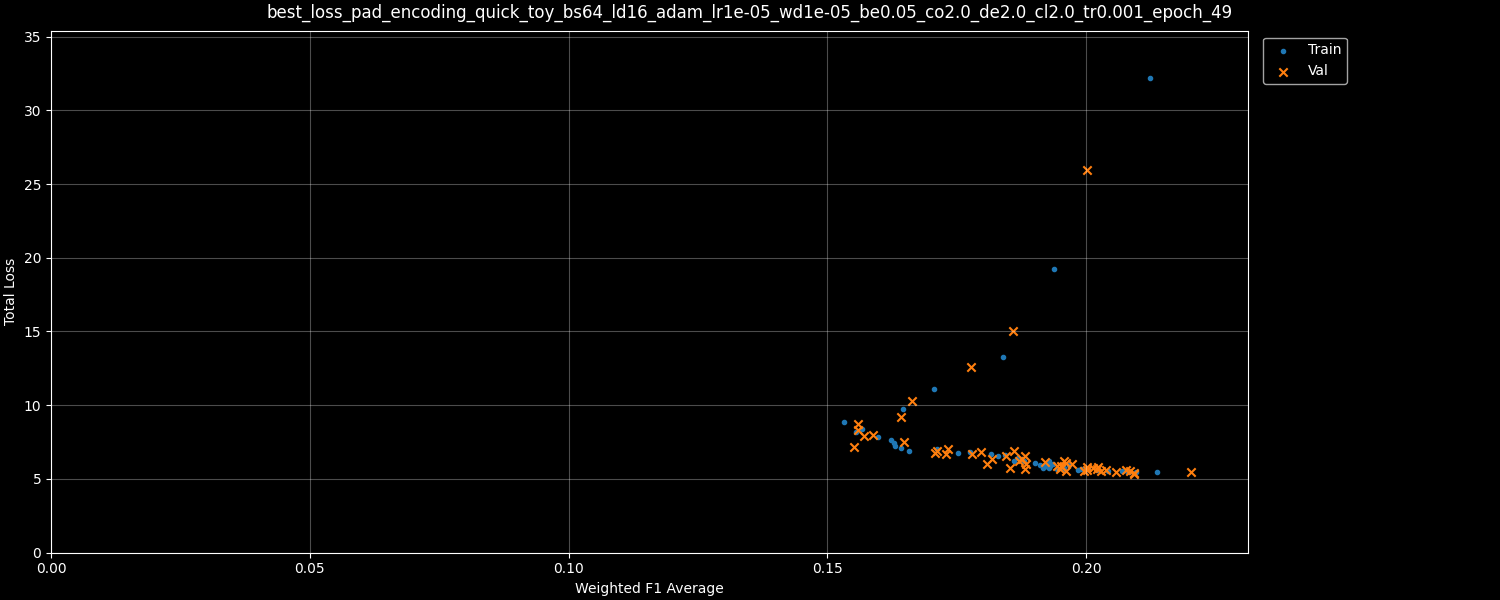 best_loss_pad_encoding_quick_toy_bs64_ld16_adam_lr1e-05_wd1e-05_be0.05_co2.0_de2.0_cl2.0_tr0.001_epoch_49
35
30
25
20
15
10
5
0
Total Loss
0.00 0.05 0.10 0.15 0.20
Weighted F1 Average
Train
Val